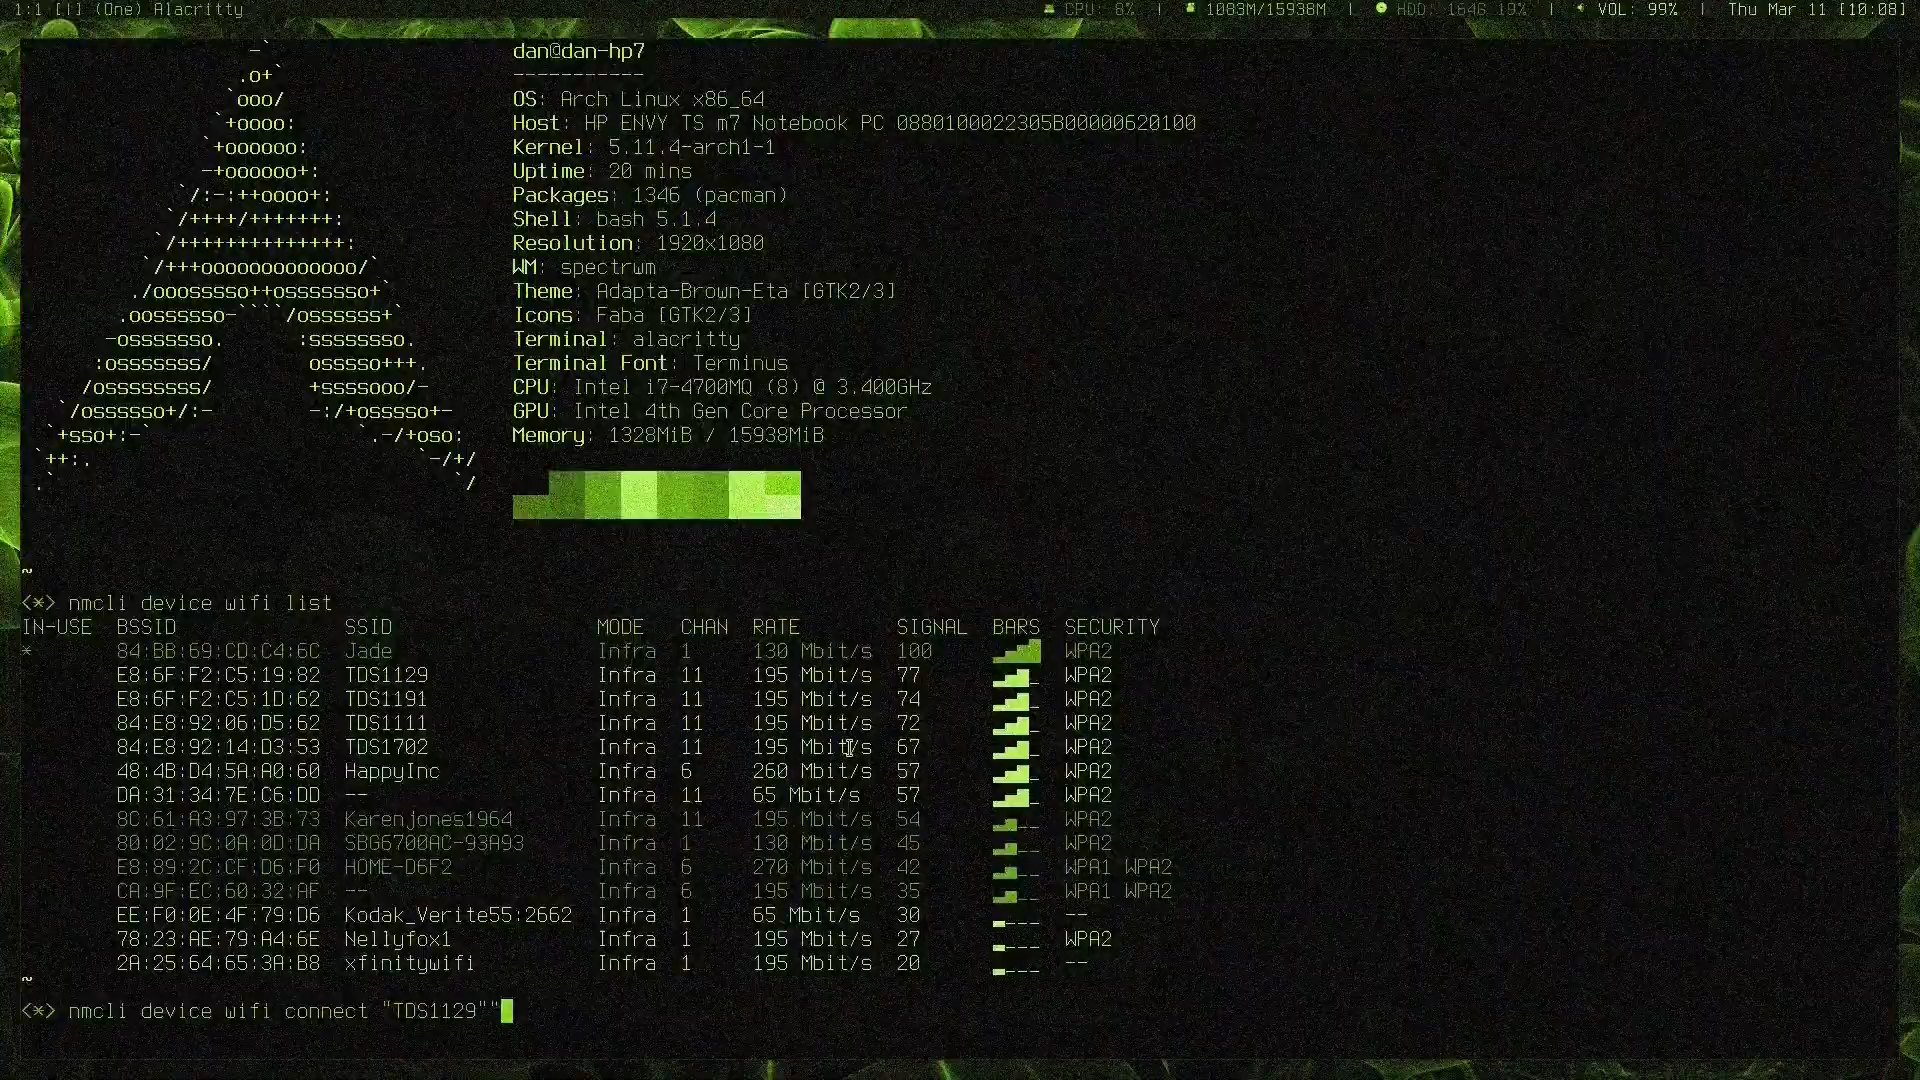 1:1 [|] (One) Alacritty CPU: 8% | 1083M/15938M | HDD: 164G 19% | VOL: 99% | Thu Mar 11 [10:08]
dan@dan-hp7
-----------
OS: Arch Linux x86_64
Host: HP ENVY TS m7 Notebook PC 0880100022305B00000620100
Kernel: 5.11.4-arch1-1
Uptime: 20 mins
Packages: 1346 (pacman)
Shell: bash 5.1.4
Resolution: 1920x1080
WM: spectrwm
Theme: Adapta-Brown-Eta [GTK2/3]
Icons: Faba [GTK2/3]
Terminal: alacritty
Terminal Font: Terminus
CPU: Intel i7-4700MQ (8) @ 3.400GHz
GPU: Intel 4th Gen Core Processor
Memory: 1328MiB / 15938MiB
~
<*> nmcli device wifi list
IN-USE BSSID SSID MODE CHAN RATE SIGNAL BARS SECURITY
* 84:BB:69:CD:C4:6C Jade Infra 1 130 Mbit/s 100 WPA2
E8:6F:F2:C5:19:82 TDS1129 Infra 11 195 Mbit/s 77 WPA2
E8:6F:F2:C5:1D:62 TDS1191 Infra 11 195 Mbit/s 74 WPA2
84:E8:92:06:D5:62 TDS1111 Infra 11 195 Mbit/s 72 WPA2
84:E8:92:14:D3:53 TDS1702 Infra 11 195 Mbit/s 67 WPA2
48:4B:D4:5A:A0:60 HappyInc Infra 6 260 Mbit/s 57 WPA2
DA:31:34:7E:C6:DD -- Infra 11 65 Mbit/s 57 WPA2
8C:61:A3:97:3B:73 Karenjones1964 Infra 11 195 Mbit/s 54 WPA2
80:02:9C:0A:0D:DA SBG6700AC-93A93 Infra 1 130 Mbit/s 45 WPA2
E8:89:2C:CF:D6:F0 HOME-D6F2 Infra 6 270 Mbit/s 42 WPA1 WPA2
CA:9F:EC:60:32:AF -- Infra 6 195 Mbit/s 35 WPA1 WPA2
EE:F0:0E:4F:79:D6 Kodak_Verite55:2662 Infra 1 65 Mbit/s 30 --
78:23:AE:79:A4:6E Nellyfox1 Infra 1 195 Mbit/s 27 WPA2
2A:25:64:65:3A:B8 xfinitywifi Infra 1 195 Mbit/s 20 --
~
<*> nmcli device wifi connect "TDS1129""